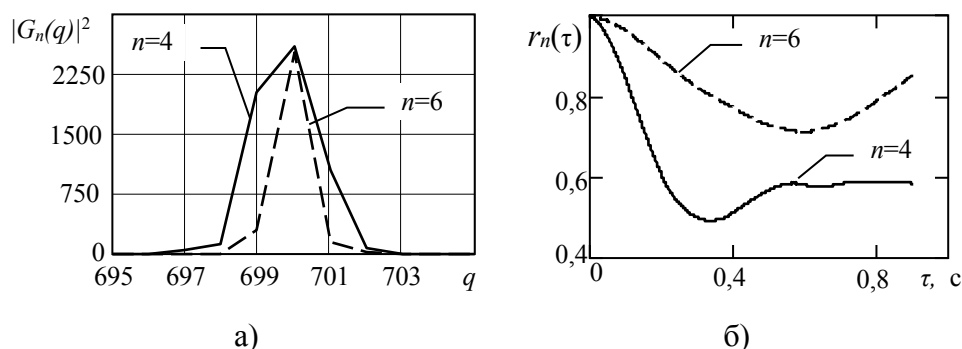 |Gₙ(q)|²
n=4
n=6
2250
1500
750
0
695 697 699 701 703 q
а)
rₙ(τ)
n=6
n=4
0,8
0,6
0,4
0 0,4 0,8 τ, с
б)